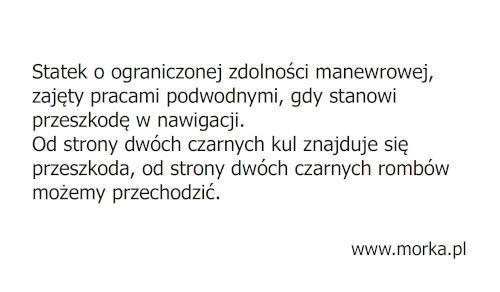 Statek o ograniczonej zdolności manewrowej,
zajęty pracami podwodnymi, gdy stanowi
przeszkodę w nawigacji.
Od strony dwóch czarnych kul znajduje się
przeszkoda, od strony dwóch czarnych rombów
możemy przechodzić.
www.morka.pl